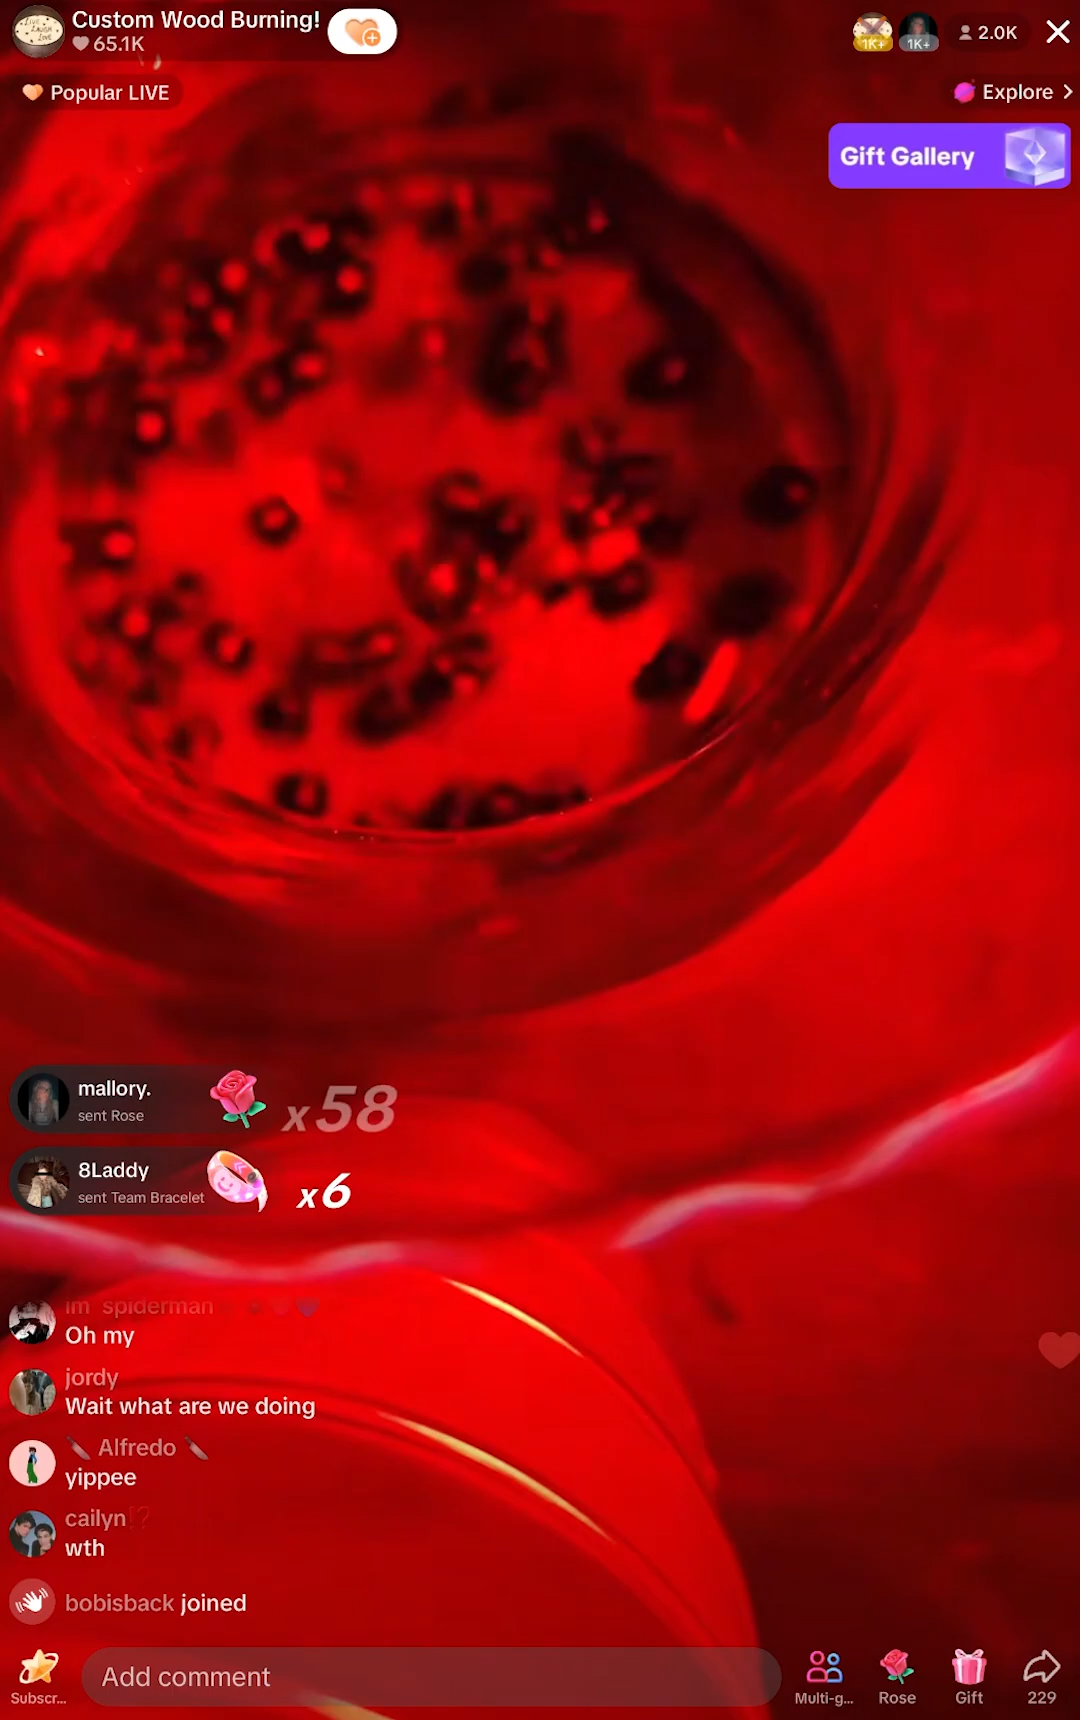 Custom Wood Burning!
65.1K
1K+
1K+
2.0K
Popular LIVE
Explore
Gift Gallery
mallory.
sent Rose
x58
8Laddy
sent Team Bracelet
x6
im spiderman
Oh my
jordy
Wait what are we doing
Alfredo
yippee
cailyn⁉
wth
bobisback joined
Add comment
Subscr...
Multi-g...
Rose
Gift
229